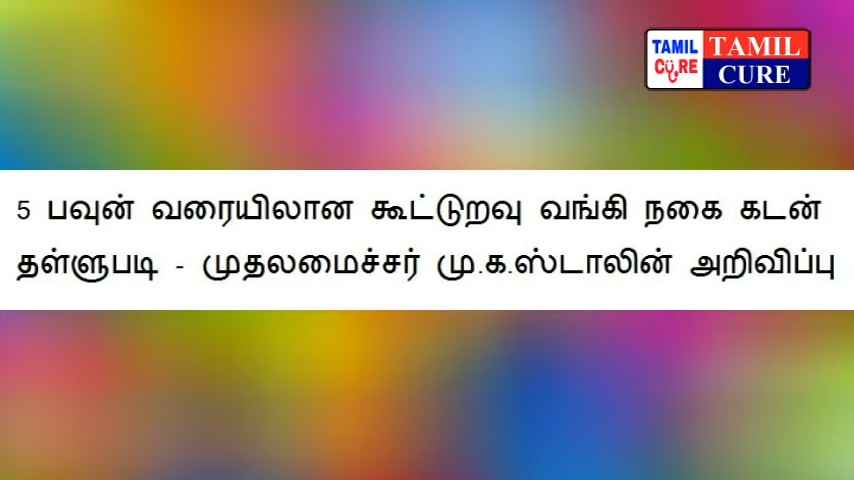 TAMIL
CURE
TAMIL
CURE
5 பவுன் வரையிலான கூட்டுறவு வங்கி நகை கடன்
தள்ளுபடி - முதலமைச்சர் மு.க.ஸ்டாலின் அறிவிப்பு